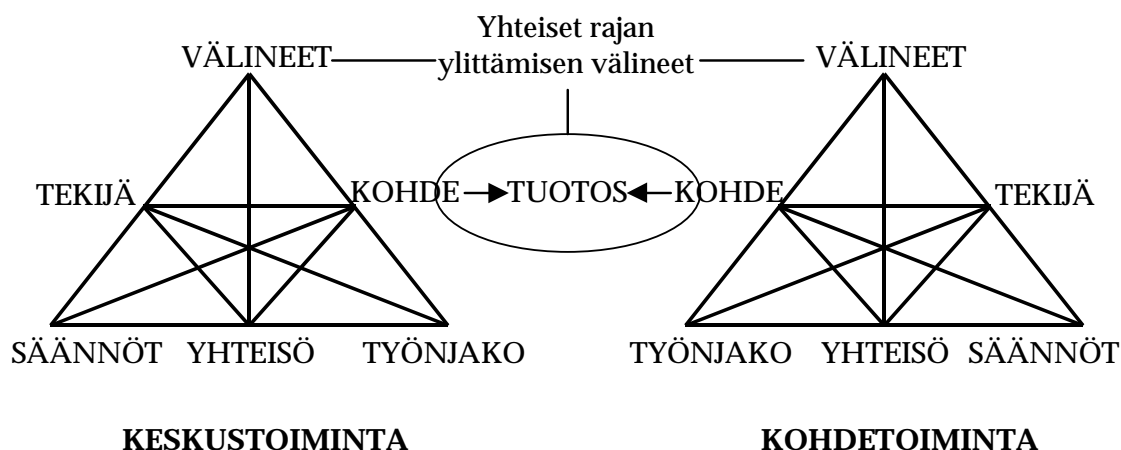 Yhteiset rajan
VÄLINEET ylittämisen välineet VÄLINEET
TEKIJÄ KOHDE TUOTOS KOHDE TEKIJÄ
SÄÄNNÖT YHTEISÖ TYÖNJAKO TYÖNJAKO YHTEISÖ SÄÄNNÖT
KESKUSTOIMINTA KOHDETOIMINTA